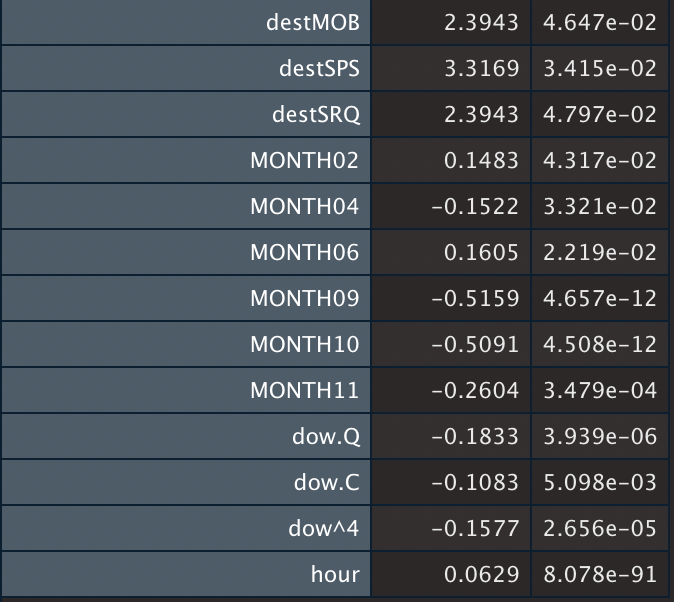 destMOB 2.3943 4.647e−02
destSPS 3.3169 3.415e−02
destSRQ 2.3943 4.797e−02
MONTH02 0.1483 4.317e−02
MONTH04 −0.1522 3.321e−02
MONTH06 0.1605 2.219e−02
MONTH09 −0.5159 4.657e−12
MONTH10 −0.5091 4.508e−12
MONTH11 −0.2604 3.479e−04
dow.Q −0.1833 3.939e−06
dow.C −0.1083 5.098e−03
dow^4 −0.1577 2.656e−05
hour 0.0629 8.078e−91